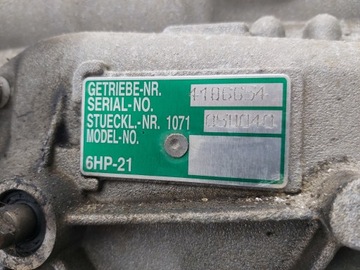 GETRIEBE-NR.
SERIAL-NO.
STUECKL.-NR. 1071
MODEL-NO.
6HP-21